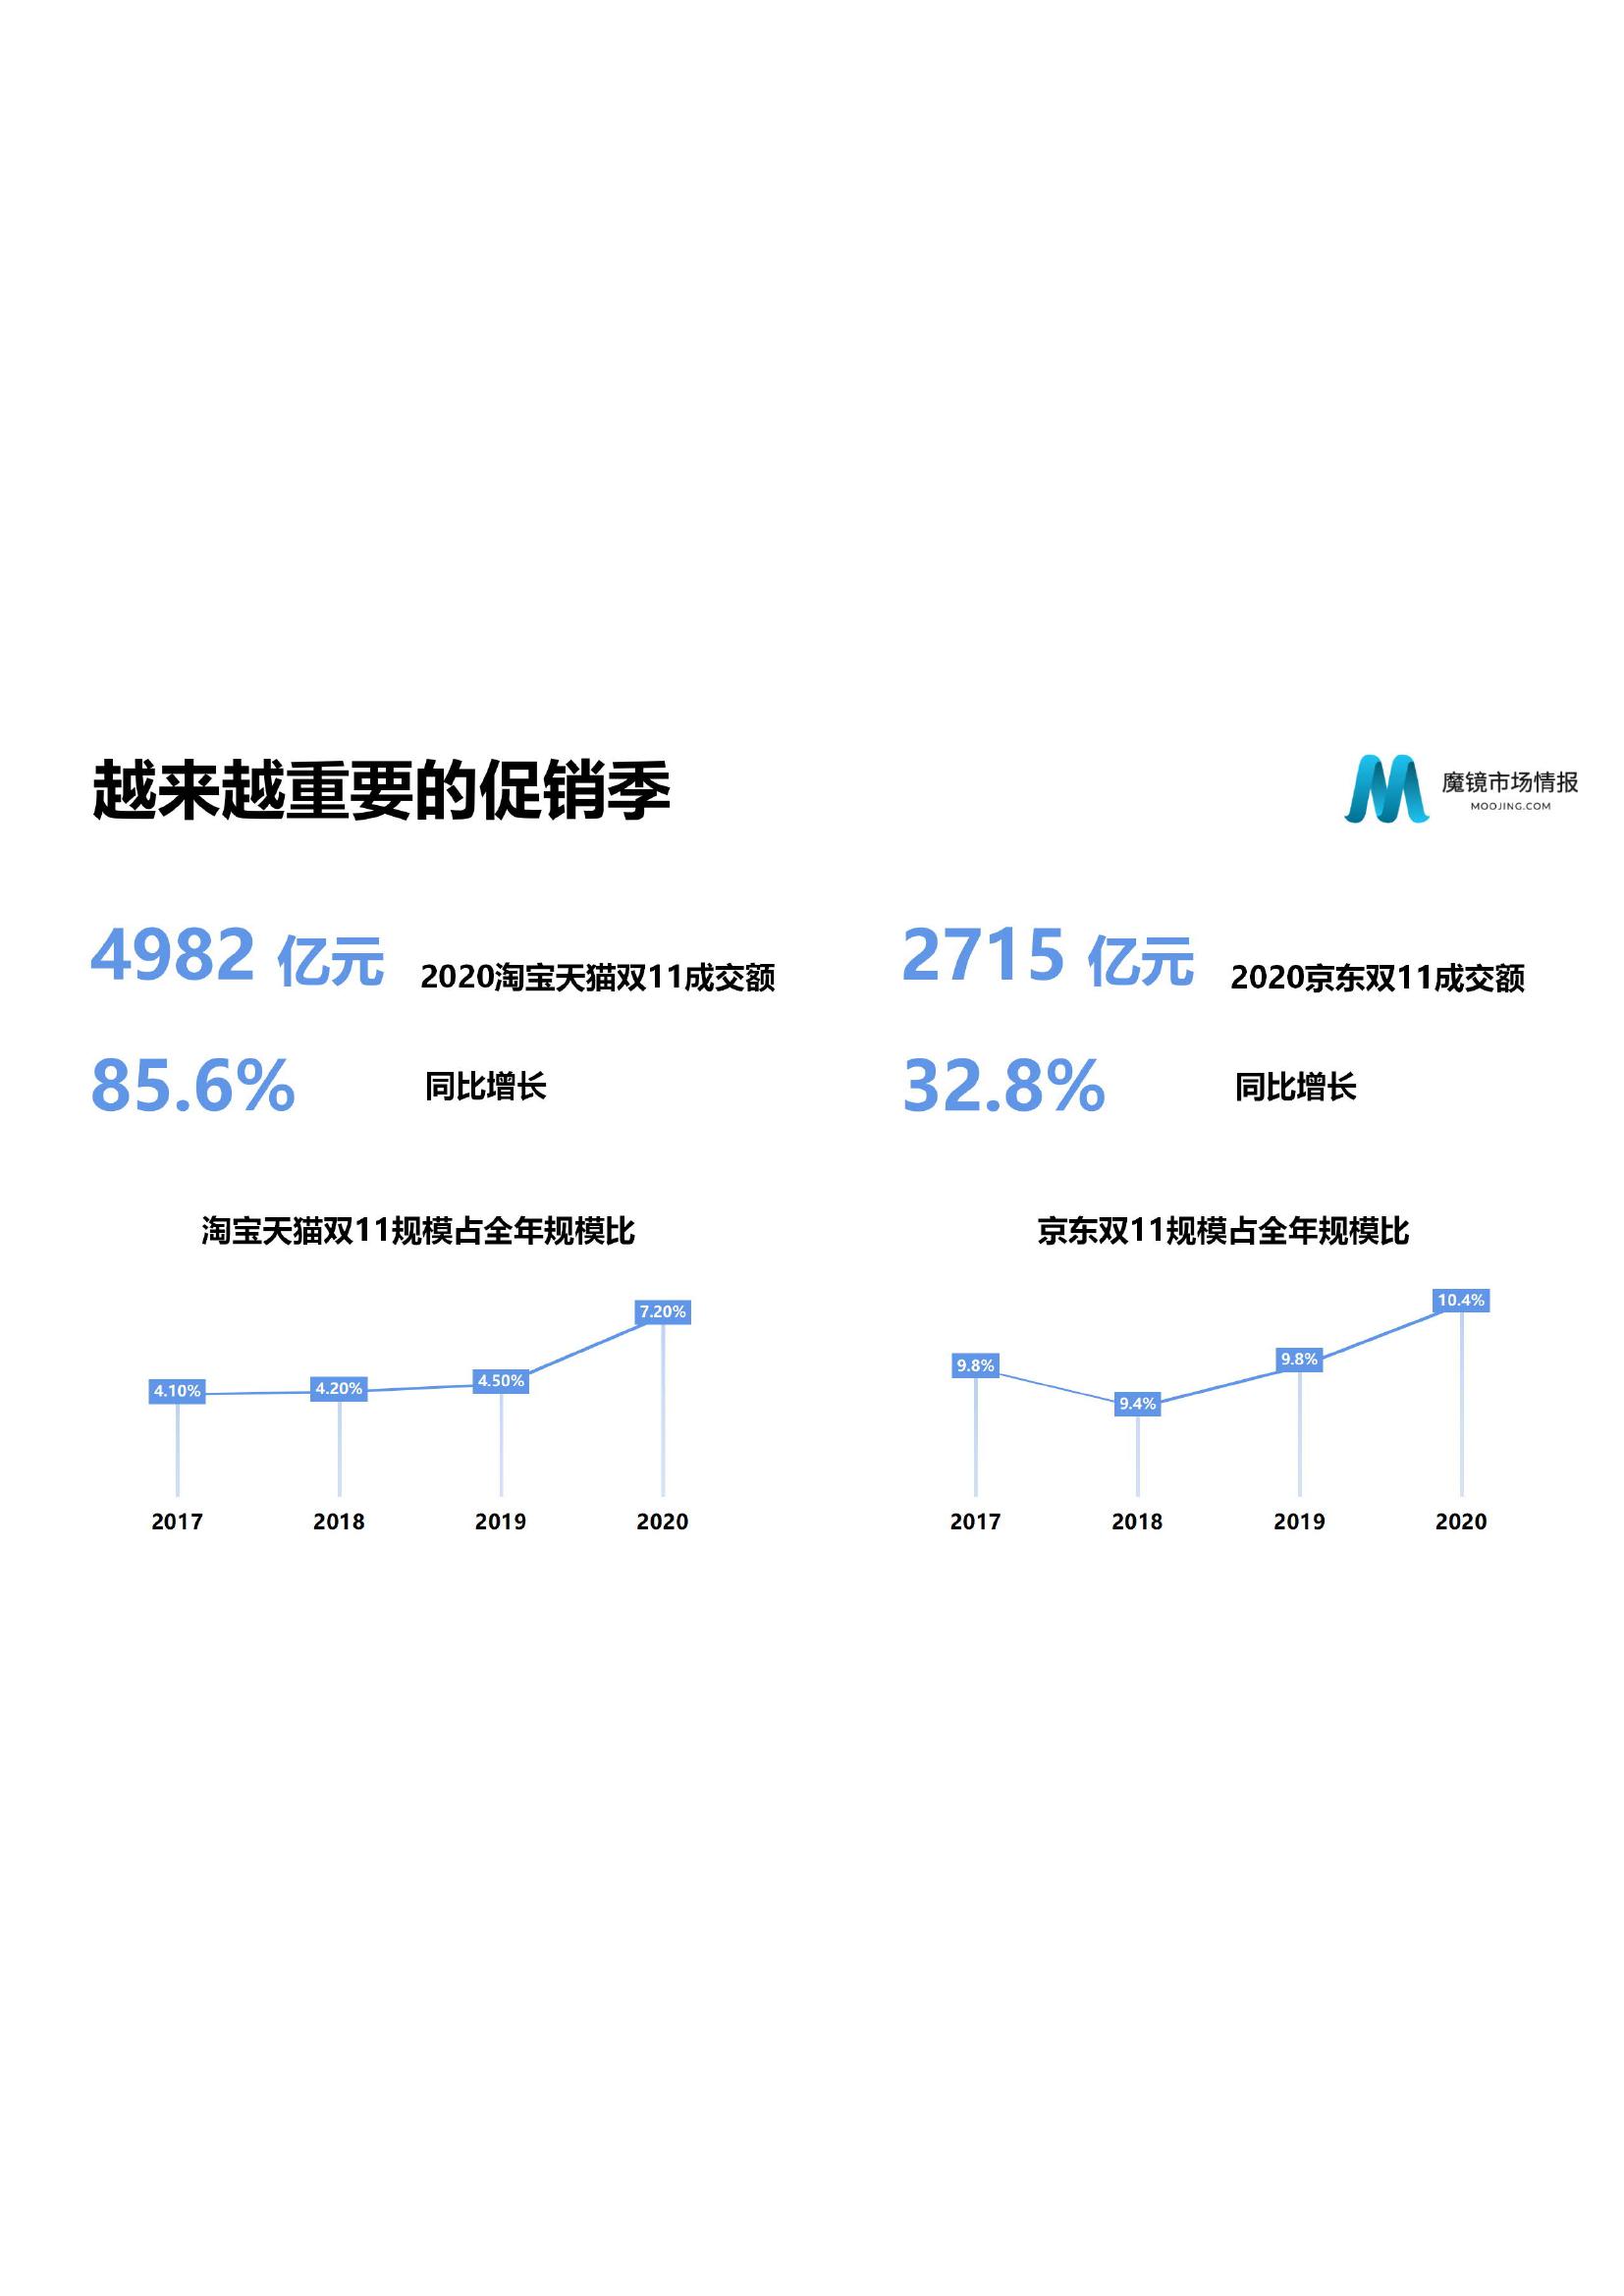 越来越重要的促销季
魔镜市场情报
MOOJING.COM
4982 亿元 2020淘宝天猫双11成交额
85.6% 同比增长
2715 亿元 2020京东双11成交额
32.8% 同比增长
淘宝天猫双11规模占全年规模比
4.10% 4.20% 4.50% 7.20%
2017 2018 2019 2020
京东双11规模占全年规模比
9.8% 9.4% 9.8% 10.4%
2017 2018 2019 2020